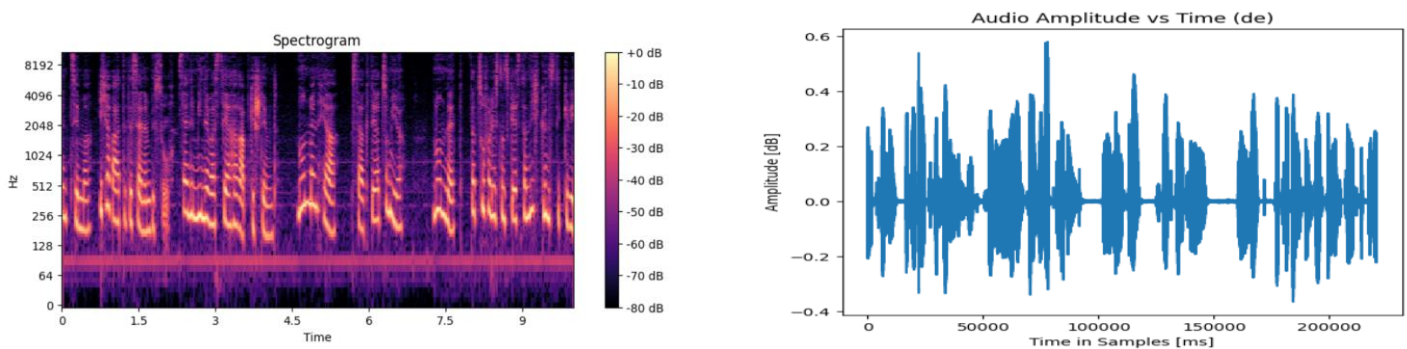 Spectrogram
8192
4096
2048
1024
512
256
128
64
0
Hz
0 1.5 3 4.5 6 7.5 9
Time
+0 dB
-10 dB
-20 dB
-30 dB
-40 dB
-50 dB
-60 dB
-70 dB
-80 dB
Audio Amplitude vs Time (de)
0.6
0.4
0.2
0.0
−0.2
−0.4
Amplitude [dB]
0 50000 100000 150000 200000
Time in Samples [ms]